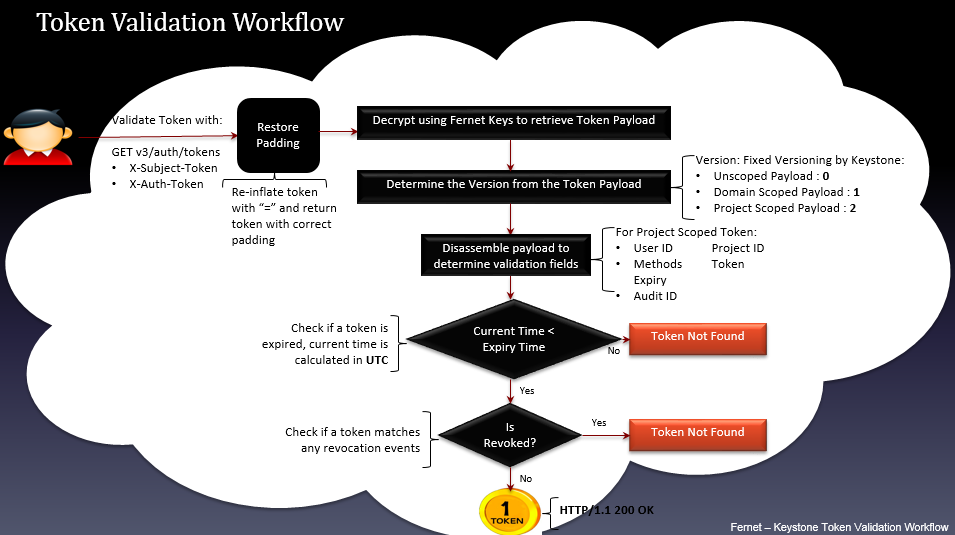 Token Validation Workflow
Validate Token with:
GET v3/auth/tokens
• X-Subject-Token
• X-Auth-Token
Restore
Padding
Re-inflate token
with “=” and return
token with correct
padding
Decrypt using Fernet Keys to retrieve Token Payload
Determine the Version from the Token Payload
Version: Fixed Versioning by Keystone:
• Unscoped Payload : 0
• Domain Scoped Payload : 1
• Project Scoped Payload : 2
Disassemble payload to
determine validation fields
For Project Scoped Token:
• User ID Project ID
• Methods Token
Expiry
• Audit ID
Check if a token is
expired, current time is
calculated in UTC
Current Time <
Expiry Time
No
Token Not Found
Yes
Check if a token matches
any revocation events
Is
Revoked?
Yes
Token Not Found
No
1
TOKEN
HTTP/1.1 200 OK
Fernet – Keystone Token Validation Workflow